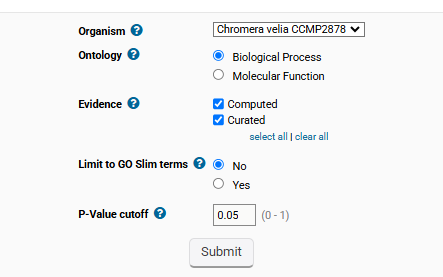 Organism ? Chromera velia CCMP2878
Ontology ? Biological Process
Molecular Function
Evidence ? Computed
Curated
select all | clear all
Limit to GO Slim terms ? No
Yes
P-Value cutoff ? 0.05 (0 - 1)
Submit